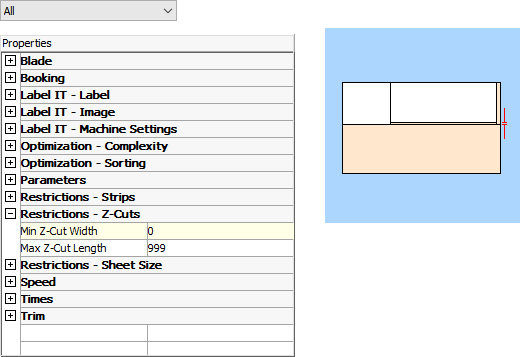 All
Properties
Blade
Booking
Label IT - Label
Label IT - Image
Label IT - Machine Settings
Optimization - Complexity
Optimization - Sorting
Parameters
Restrictions - Strips
Restrictions - Z-Cuts
Min Z-Cut Width 0
Max Z-Cut Length 999
Restrictions - Sheet Size
Speed
Times
Trim